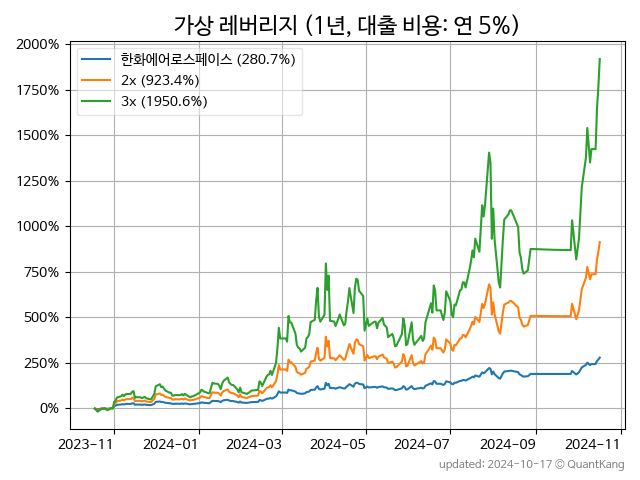 가상 레버리지 (1년, 대출 비용: 연 5%)
2000%
1750%
1500%
1250%
1000%
750%
500%
250%
0%
한화에어로스페이스 (280.7%)
2x (923.4%)
3x (1950.6%)
2023-11 2024-01 2024-03 2024-05 2024-07 2024-09 2024-11
updated: 2024-10-17 © QuantKang